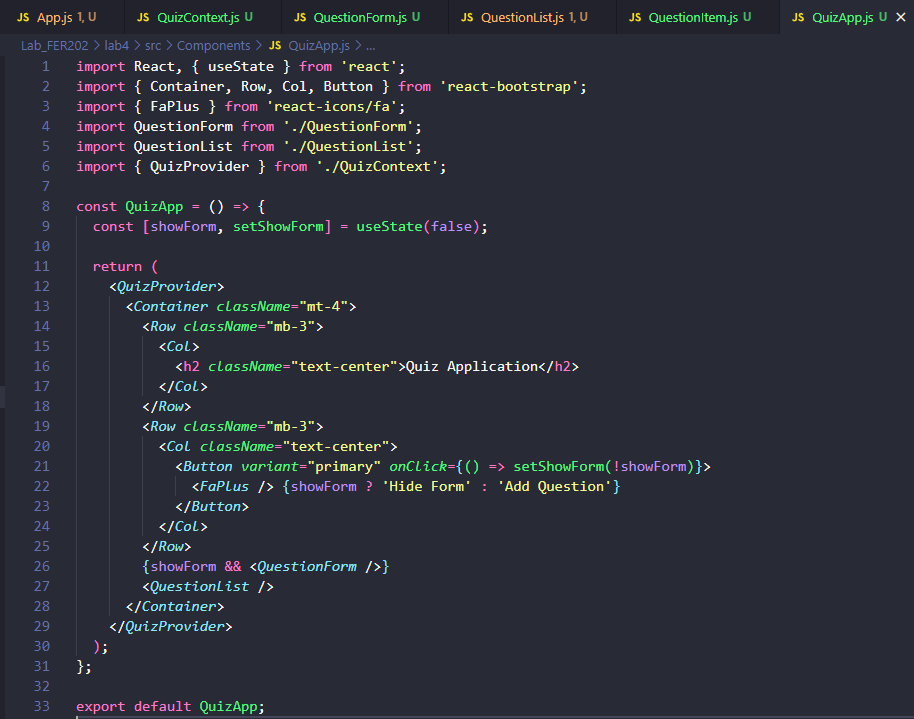 JS App.js 1, U JS QuizContext.js U JS QuestionForm.js U JS QuestionList.js 1, U JS QuestionItem.js U JS QuizApp.js U ✕
Lab_FER202 > lab4 > src > Components > JS QuizApp.js > ...
1 import React, { useState } from 'react';
2 import { Container, Row, Col, Button } from 'react-bootstrap';
3 import { FaPlus } from 'react-icons/fa';
4 import QuestionForm from './QuestionForm';
5 import QuestionList from './QuestionList';
6 import { QuizProvider } from './QuizContext';
7
8 const QuizApp = () => {
9   const [showForm, setShowForm] = useState(false);
10
11   return (
12     <QuizProvider>
13       <Container className="mt-4">
14         <Row className="mb-3">
15           <Col>
16             <h2 className="text-center">Quiz Application</h2>
17           </Col>
18         </Row>
19         <Row className="mb-3">
20           <Col className="text-center">
21             <Button variant="primary" onClick={() => setShowForm(!showForm)}>
22               <FaPlus /> {showForm ? 'Hide Form' : 'Add Question'}
23             </Button>
24           </Col>
25         </Row>
26         {showForm && <QuestionForm />}
27         <QuestionList />
28       </Container>
29     </QuizProvider>
30   );
31 };
32
33 export default QuizApp;